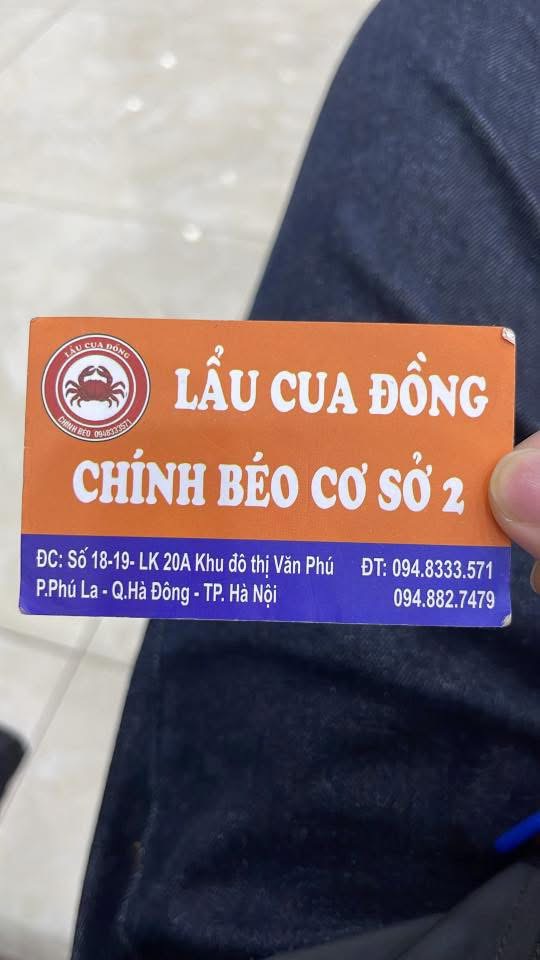 LẨU CUA ĐỒNG
CHÍNH BÉO 0948333571
LẨU CUA ĐỒNG
CHÍNH BÉO CƠ SỞ 2
ĐC: Số 18-19- LK 20A Khu đô thị Văn Phú
P.Phú La - Q.Hà Đông - TP. Hà Nội
ĐT: 094.8333.571
094.882.7479